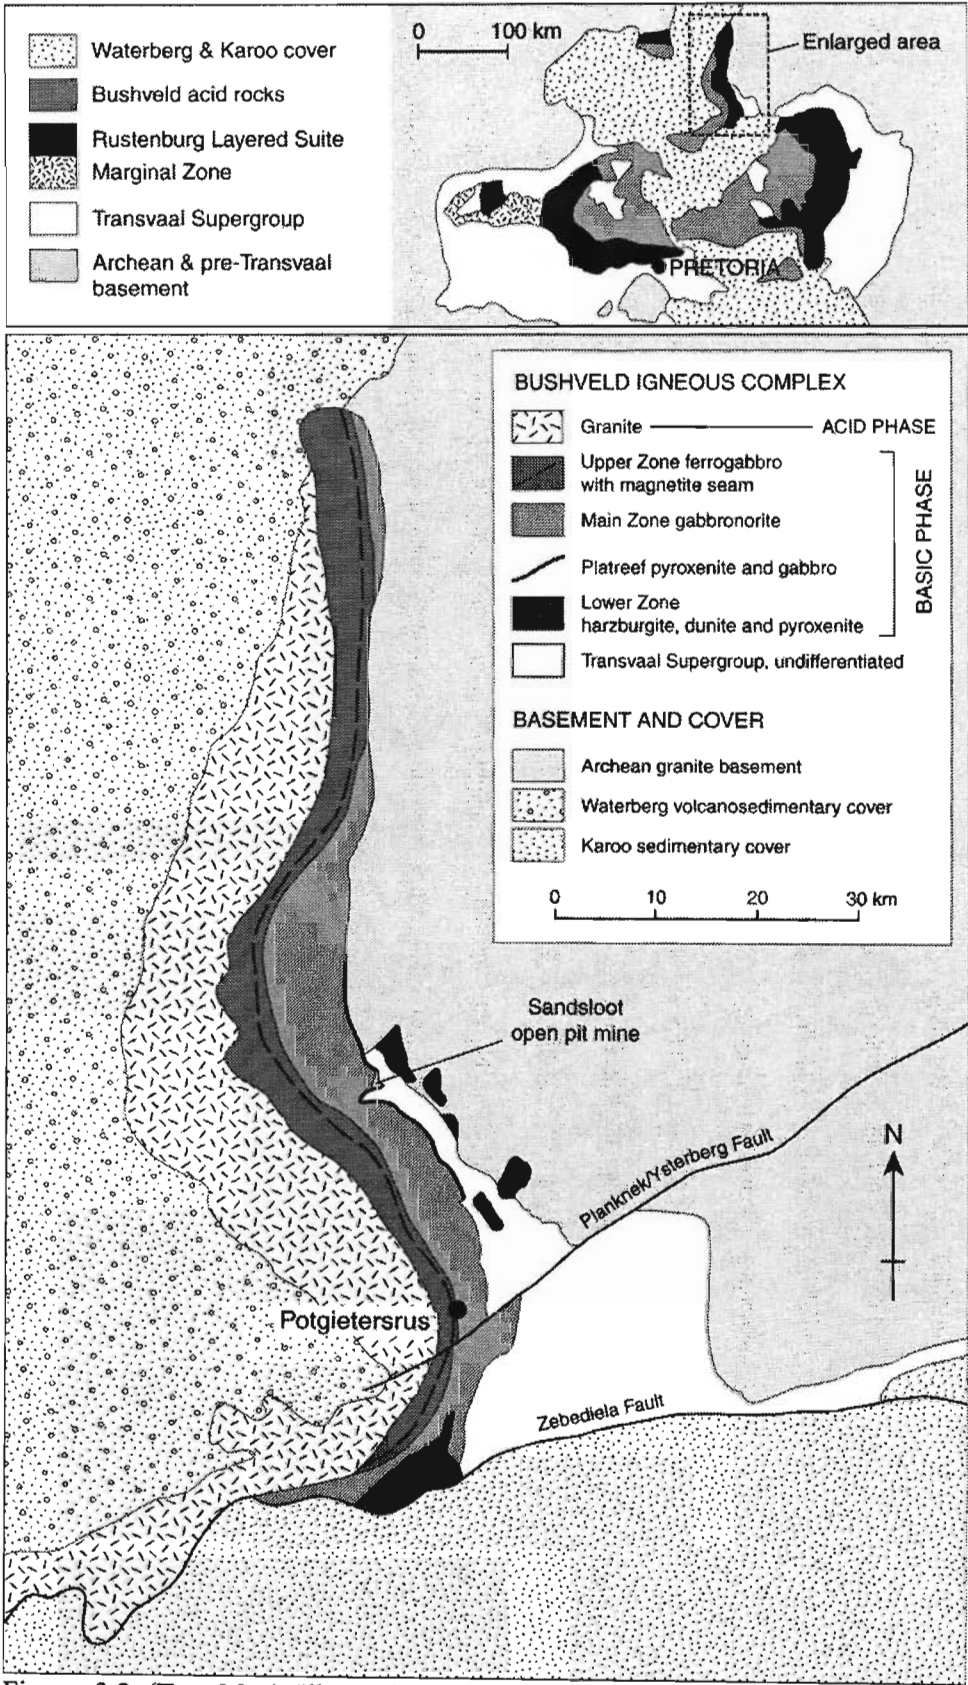 Waterberg & Karoo cover
Bushveld acid rocks
Rustenburg Layered Suite
Marginal Zone
Transvaal Supergroup
Archean & pre-Transvaal
basement
0 100 km
Enlarged area
PRETORIA
BUSHVELD IGNEOUS COMPLEX
Granite ACID PHASE
Upper Zone ferrogabbro
with magnetite seam
Main Zone gabbronorite
Platreef pyroxenite and gabbro
Lower Zone
harzburgite, dunite and pyroxenite
BASIC PHASE
Transvaal Supergroup, undifferentiated
BASEMENT AND COVER
Archean granite basement
Waterberg volcanosedimentary cover
Karoo sedimentary cover
0 10 20 30 km
Sandsloot
open pit mine
N
Planknek/Ysterberg Fault
Potgietersrus
Zebediela Fault